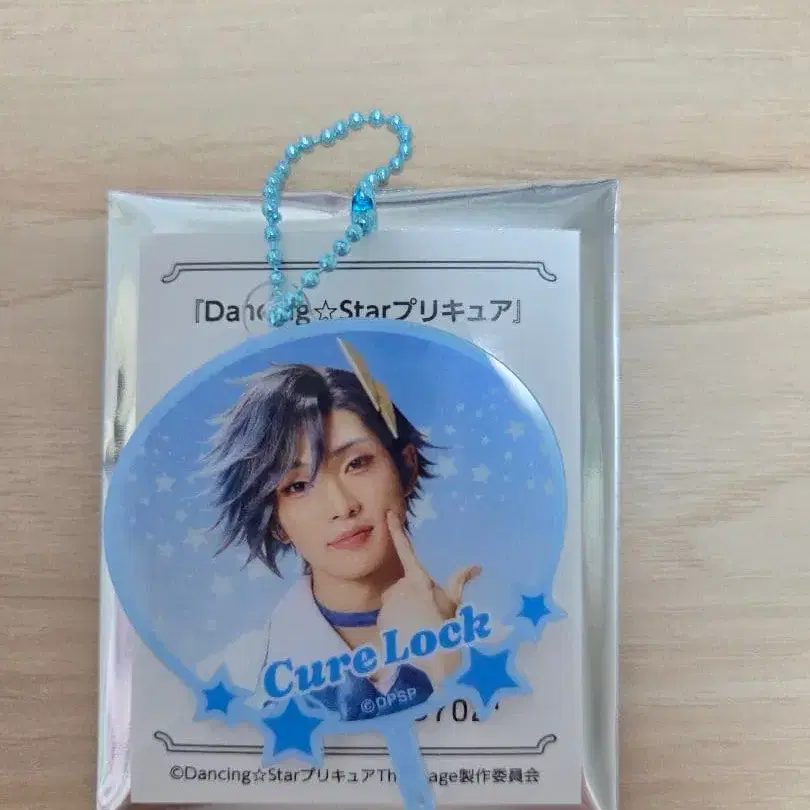 『Dancing☆Starプリキュア』
Cure Lock
©DPSP
©Dancing☆StarプリキュアThe Stage製作委員会